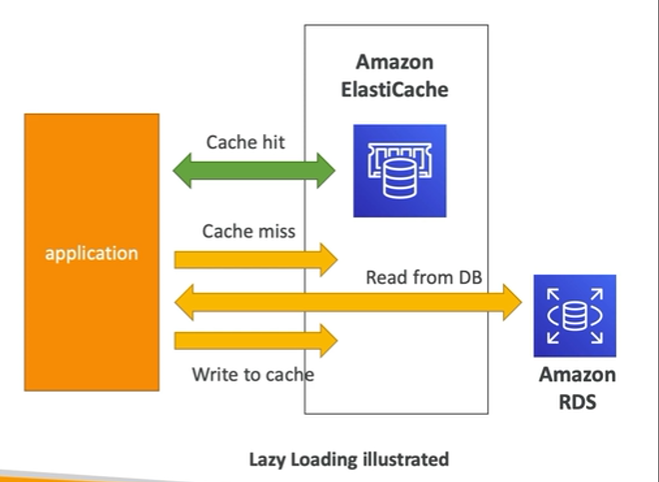 Amazon
ElastiCache
Cache hit
Cache miss
application
Read from DB
Write to cache
Amazon
RDS
Lazy Loading illustrated